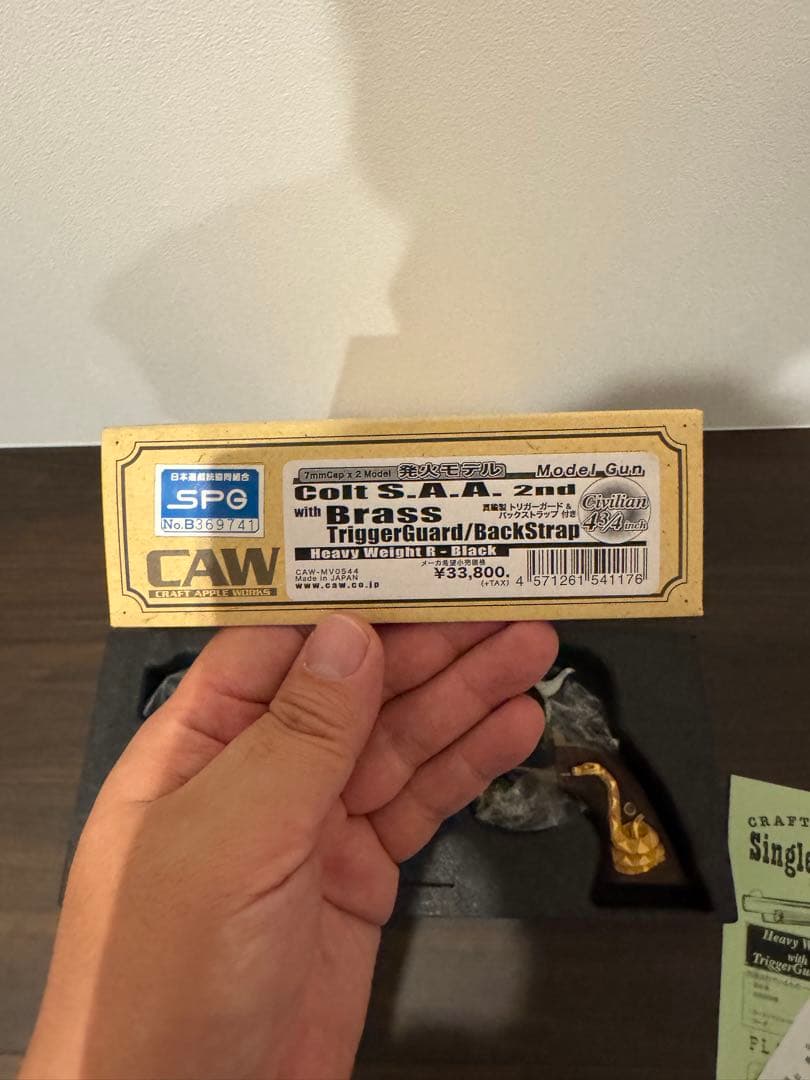 日本遊戯銃協同組合
SPG
No.B369741
CAW
CRAFT APPLE WORKS
7mmCap x 2 Model 発火モデル Model Gun
Colt S.A.A. 2nd
with Brass 真鍮製 トリガーガード &
バックストラップ 付き
TriggerGuard/BackStrap
Civilian
4 3/4 inch
Heavy Weight R - Black
CAW-MV0544
Made in JAPAN
www.caw.co.jp
メーカ希望小売価格
¥33,800.
(+TAX)
4 571261 541176
CRAFT
Single
Heavy W
with
TriggerGu